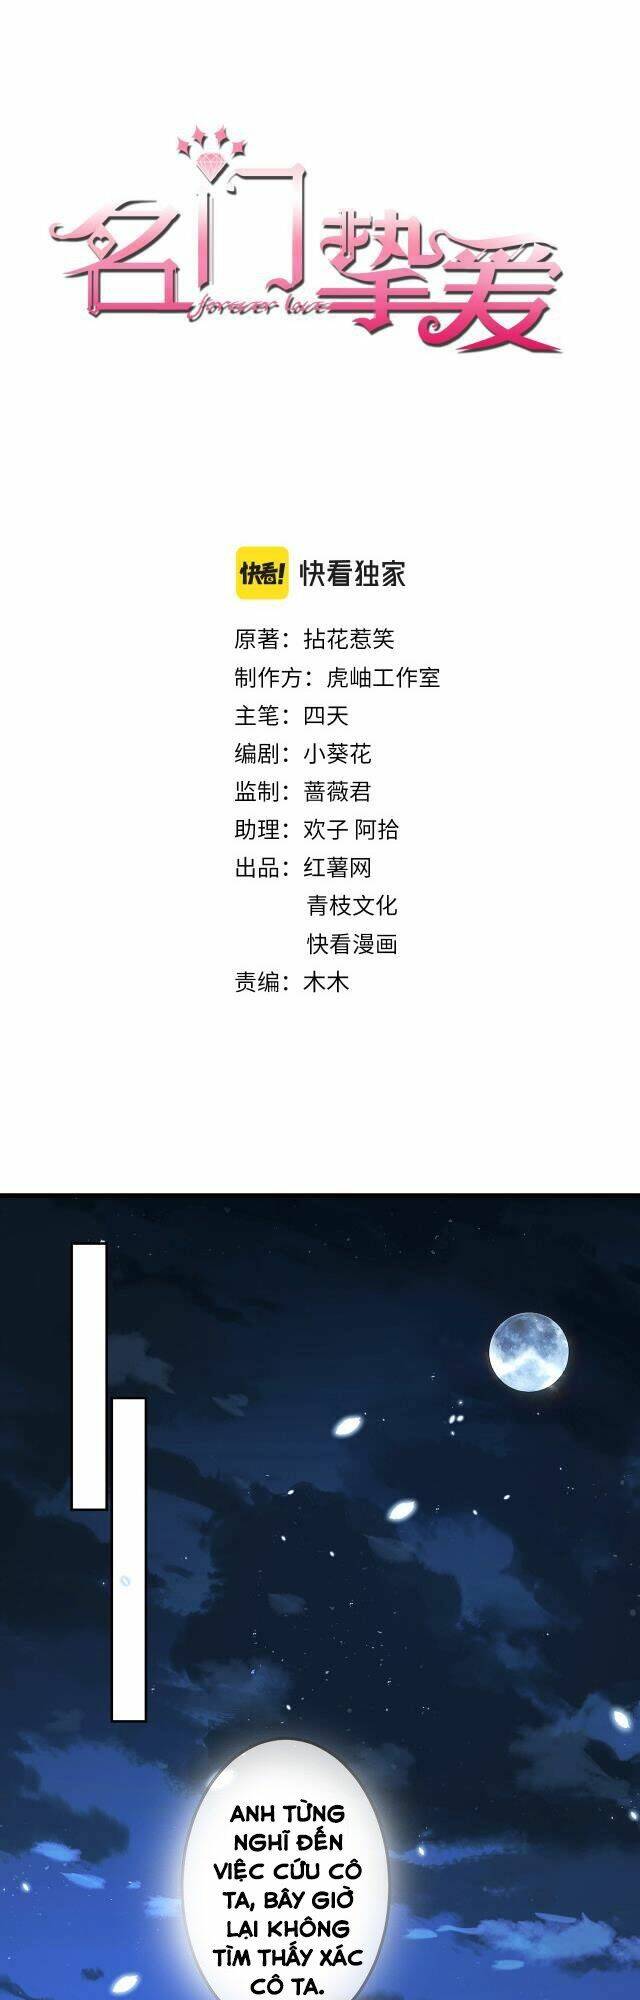 名门挚爱
forever love
快看! 快看独家
原著：拈花惹笑
制作方：虎岫工作室
主笔：四天
编剧：小葵花
监制：蔷薇君
助理：欢子 阿拾
出品：红薯网
青枝文化
快看漫画
责编：木木
ANH TỪNG
NGHĨ ĐẾN
VIỆC CỨU CÔ
TA, BÂY GIỜ
LẠI KHÔNG
TÌM THẤY XÁC
CÔ TA.